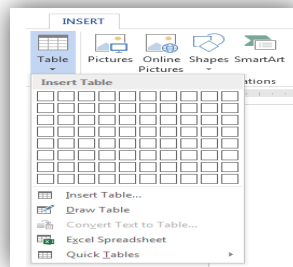 INSERT
Table Pictures Online Pictures Shapes SmartArt
ations
Insert Table
Insert Table...
Draw Table
Convert Text to Table...
Excel Spreadsheet
Quick Tables